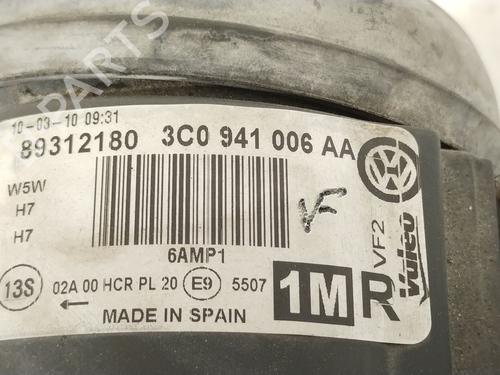 PARTS
10-03-10 09:31
89312180 3C0 941 006 AA
W5W
H7
H7
6AMP1
VF
VF2
Valeo
13S 02A 00 HCR PL 20 E9 5507 1M R
MADE IN SPAIN